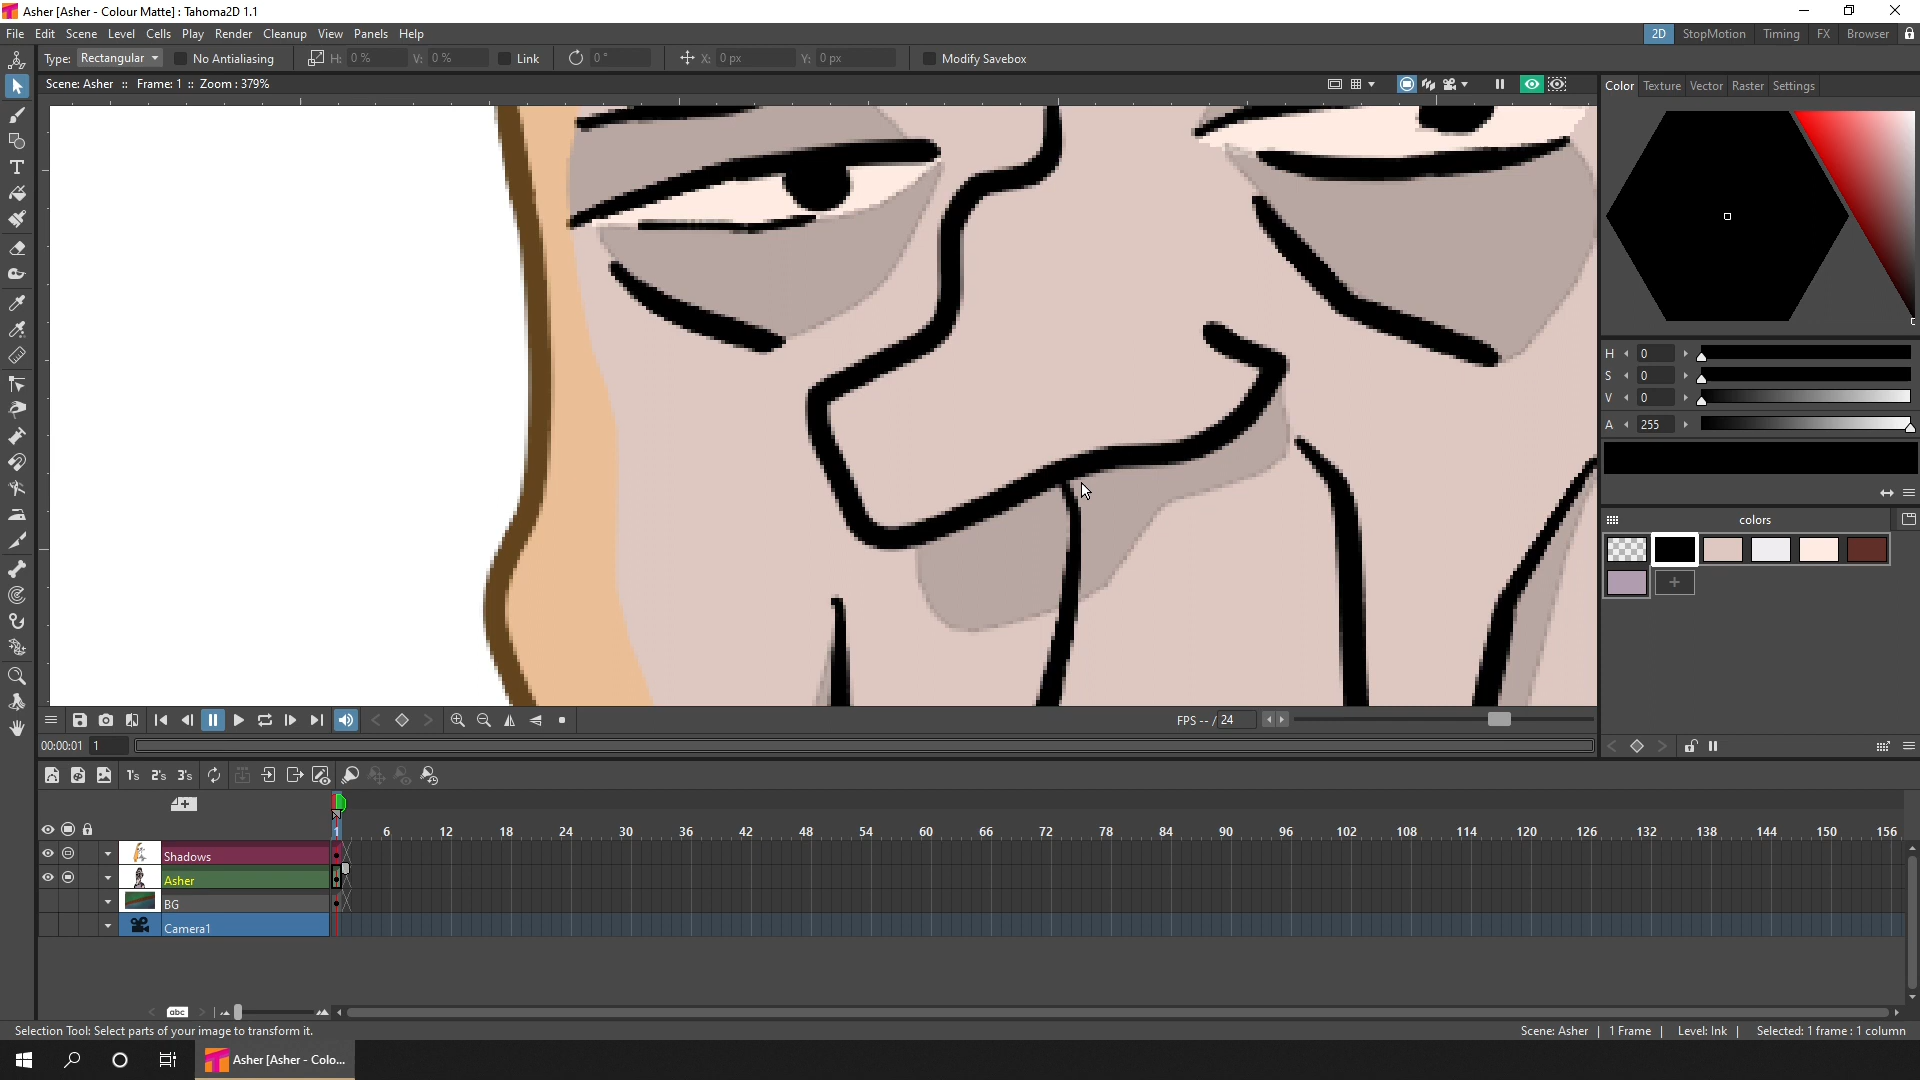 Asher [Asher - Colour Matte] : Tahoma2D 1.1
File Edit Scene Level Cells Play Render Cleanup View Panels Help
2D StopMotion Timing FX Browser
Type: Rectangular No Antialiasing H: 0 % V: 0 % Link 0 ° X: 0 px Y: 0 px Modify Savebox
Scene: Asher :: Frame: 1 :: Zoom : 379%
Color Texture Vector Raster Settings
H 0
S 0
V 0
A 255
colors
FPS -- / 24
00:00:01 1
1's 2's 3's
1 6 12 18 24 30 36 42 48 54 60 66 72 78 84 90 96 102 108 114 120 126 132 138 144 150 156
Shadows
Asher
BG
Camera1
abc
Selection Tool: Select parts of your image to transform it.
Scene: Asher | 1 Frame | Level: Ink | Selected: 1 frame : 1 column
Asher [Asher - Colo...